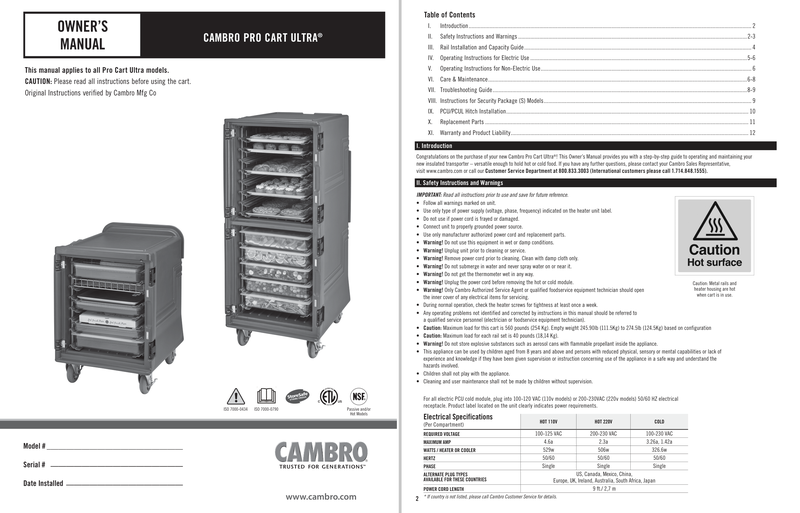 OWNER'S
MANUAL
CAMBRO PRO CART ULTRA®
This manual applies to all Pro Cart Ultra models.
CAUTION: Please read all instructions before using the cart.
Original Instructions verified by Cambro Mfg Co
ISO 7000-0434
ISO 7000-0790
StoreSafe
ETL
NSF.
Passive and/or
Hot Models
Model #
Serial #
Date Installed
CAMBRO
TRUSTED FOR GENERATIONS™
www.cambro.com
Table of Contents
I. Introduction 2
II. Safety Instructions and Warnings 2-3
III. Rail Installation and Capacity Guide 4
IV. Operating Instructions for Electric Use 5-6
V. Operating Instructions for Non-Electric Use 6
VI. Care & Maintenance 6–8
VII. Troubleshooting Guide 8–9
VIII. Instructions for Security Package (S) Models 9
IX. PCU/PCUL Hitch Installation 10
X. Replacement Parts 11
XI. Warranty and Product Liability 12
I. Introduction
Congratulations on the purchase of your new Cambro Pro Cart Ultra®! This Owner's Manual provides you with a step-by-step guide to operating and maintaining your
new insulated transporter – versatile enough to hold hot or cold food. If you have any further questions, please contact your Cambro Sales Representative,
visit www.cambro.com or call our Customer Service Department at 800.833.3003 (International customers please call 1.714.848.1555).
II. Safety Instructions and Warnings
IMPORTANT: Read all instructions prior to use and save for future reference.
• Follow all warnings marked on unit.
• Use only type of power supply (voltage, phase, frequency) indicated on the heater unit label.
• Do not use if power cord is frayed or damaged.
• Connect unit to properly grounded power source.
• Use only manufacturer authorized power cord and replacement parts.
• Warning! Do not use this equipment in wet or damp conditions.
• Warning! Unplug unit prior to cleaning or service.
• Warning! Remove power cord prior to cleaning. Clean with damp cloth only.
• Warning! Do not submerge in water and never spray water on or near it.
• Warning! Do not get the thermometer wet in any way.
• Warning! Unplug the power cord before removing the hot or cold module.
• Warning! Only Cambro Authorized Service Agent or qualified foodservice equipment technician should open
the inner cover of any electrical items for servicing.
• During normal operation, check the heater screws for tightness at least once a week.
• Any operating problems not identified and corrected by instructions in this manual should be referred to
a qualified service personnel (electrician or foodservice equipment technician).
• Caution: Maximum load for this cart is 560 pounds (254 Kg), Empty weight 245.90lb (111.5Kg) to 274.5lb (124.5Kg) based on configuration
• Caution: Maximum load for each rail set is 40 pounds (18,14 Kg).
• Warning! Do not store explosive substances such as aerosol cans with flammable propellant inside the appliance.
• This appliance can be used by children aged from 8 years and above and persons with reduced physical, sensory or mental capabilities or lack of
experience and knowledge if they have been given supervision or instruction concerning use of the appliance in a safe way and understand the
hazards involved.
• Children shall not play with the appliance.
• Cleaning and user maintenance shall not be made by children without supervision.
Caution
Hot surface
Caution: Metal rails and
heater housing are hot
when cart is in use.
For all electric PCU cold module, plug into 100-120 VAC (110v models) or 200-230VAC (220v models) 50/60 HZ electrical
receptacle. Product label located on the unit clearly indicates power requirements.
Electrical Specifications
(Per Compartment) HOT 110V HOT 220V COLD
REQUIRED VOLTAGE 100-125 VAC 200-230 VAC 100-230 VAC
MAXIMUM AMP 4.6a 2.3a 3.26a, 1.42a
WATTS / HEATER OR COOLER 529w 506w 326.6w
HERTZ 50/60 50/60 50/60
PHASE Single Single Single
ALTERNATE PLUG TYPES
AVAILABLE FOR THESE COUNTRIES
US, Canada, Mexico, China,
Europe, UK, Ireland, Australia, South Africa, Japan
POWER CORD LENGTH 9 ft / 2,7 m
* If country is not listed, please call Cambro Customer Service for details.
2